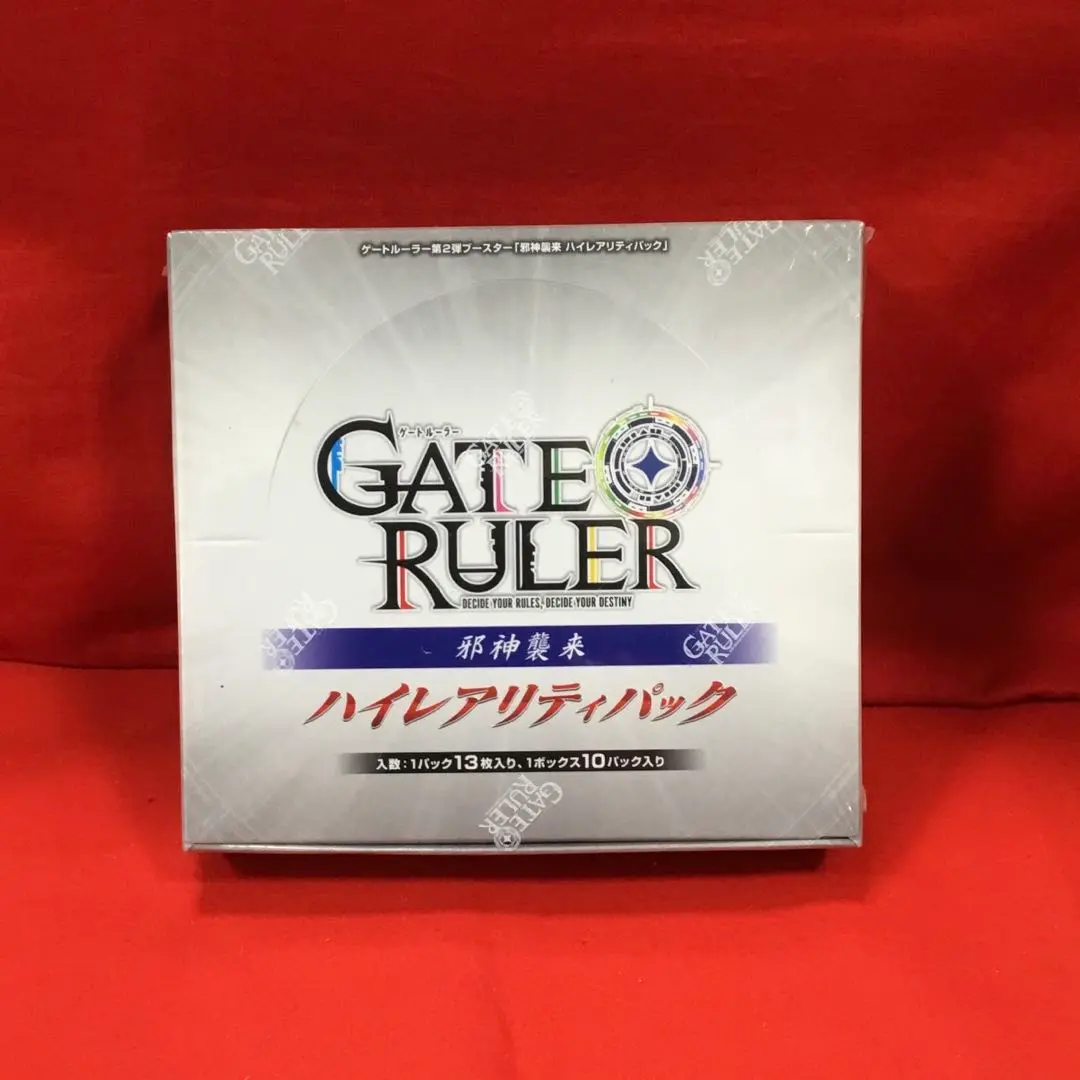 GATE RULER
GATE RULER
ゲートルーラー第2弾ブースター「邪神襲来 ハイレアリティパック」
GATE RULER
ゲートルーラー
GATE
RULER
DECIDE YOUR RULES, DECIDE YOUR DESTINY
GATE RULER
邪神襲来
GATE RULER
ハイレアリティパック
入数:1パック13枚入り、1ボックス10パック入り
GATE RULER